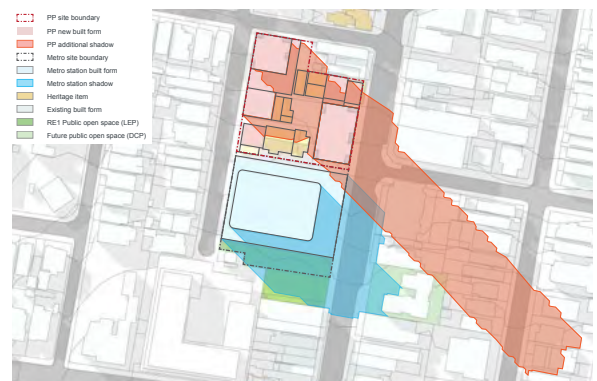 PP site boundary
PP new built form
PP additional shadow
Metro site boundary
Metro station built form
Metro station shadow
Heritage item
Existing built form
RE1 Public open space (LEP)
Future public open space (DCP)